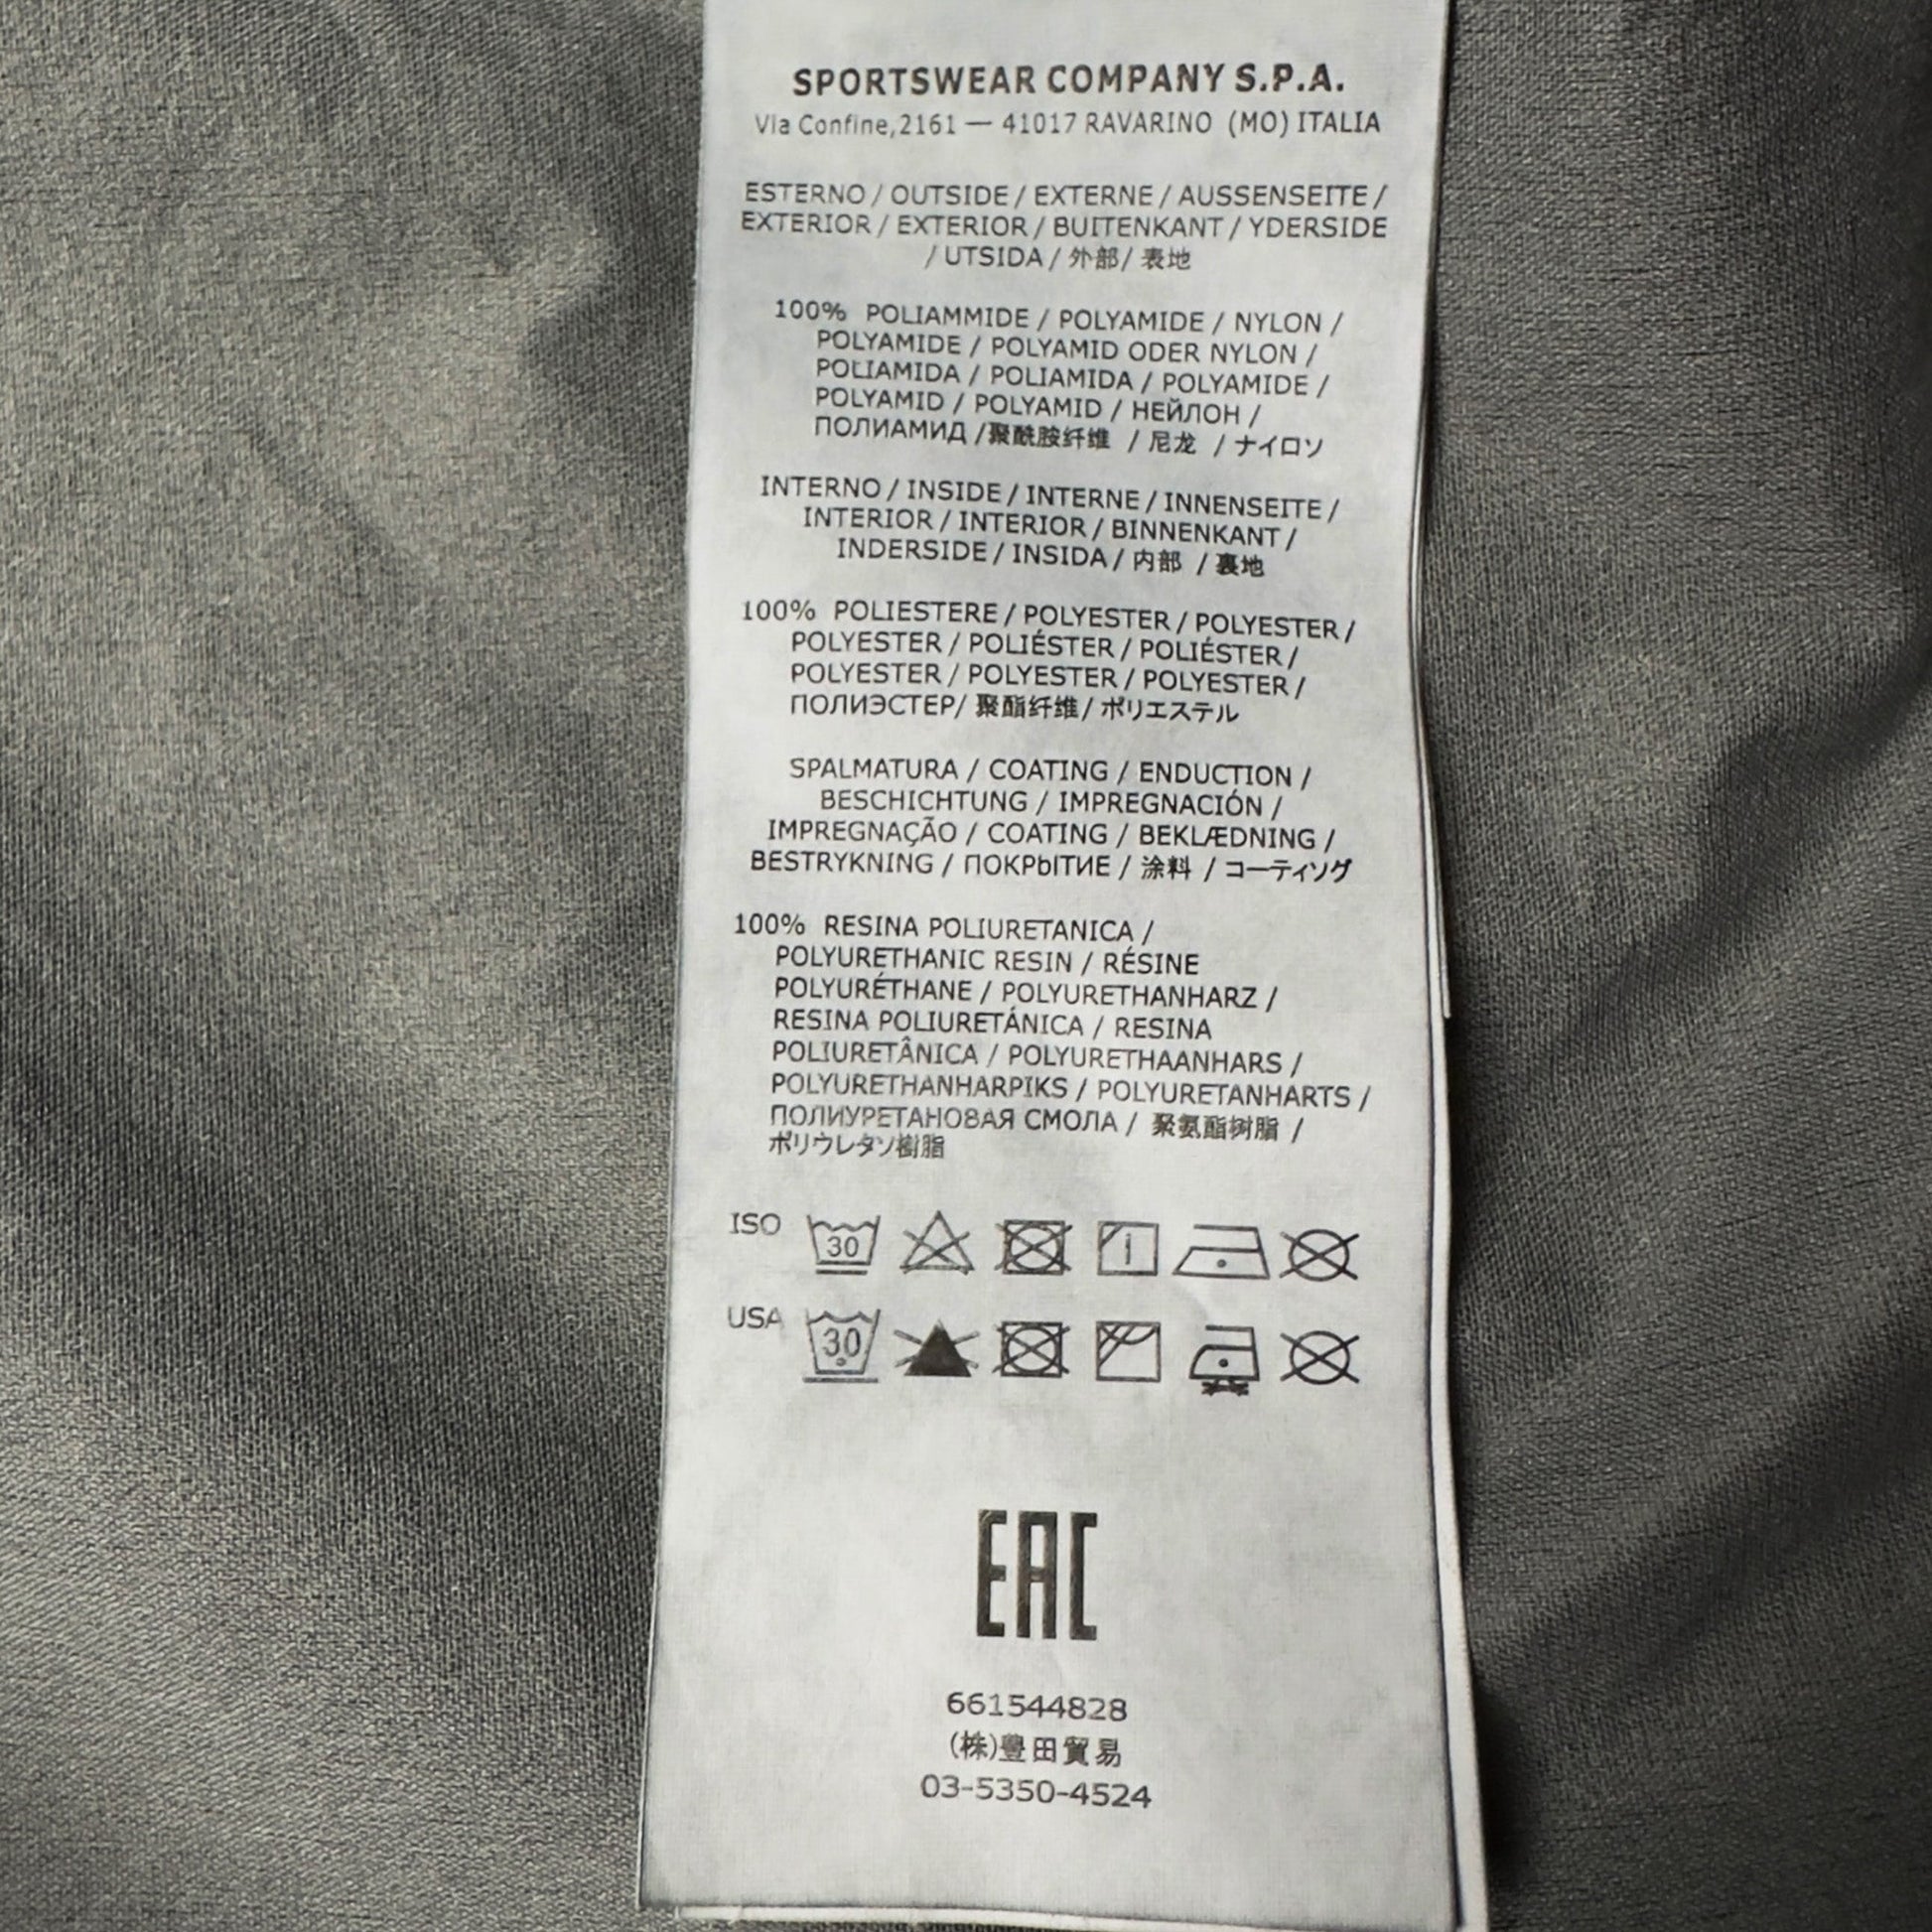 SPORTSWEAR COMPANY S.P.A.
Via Confine,2161 — 41017 RAVARINO (MO) ITALIA
ESTERNO / OUTSIDE / EXTERNE / AUSSENSEITE /
EXTERIOR / EXTERIOR / BUITENKANT / YDERSIDE
/ UTSIDA / 外部/ 表地
100% POLIAMMIDE / POLYAMIDE / NYLON /
POLYAMIDE / POLYAMID ODER NYLON /
POLIAMIDA / POLIAMIDA / POLYAMIDE /
POLYAMID / POLYAMID / НЕЙЛОН /
ПОЛИАМИД /聚酰胺纤维 / 尼龙 / ナイロソ
INTERNO / INSIDE / INTERNE / INNENSEITE /
INTERIOR / INTERIOR / BINNENKANT /
INDERSIDE / INSIDA / 内部 / 裏地
100% POLIESTERE / POLYESTER / POLYESTER /
POLYESTER / POLIÉSTER / POLIÉSTER /
POLYESTER / POLYESTER / POLYESTER /
ПОЛИЭСТЕР/ 聚酯纤维/ ポリエステル
SPALMATURA / COATING / ENDUCTION /
BESCHICHTUNG / IMPREGNACIÓN /
IMPREGNAÇÃO / COATING / BEKLÆDNING /
BESTRYKNING / ПОКРЫТИЕ / 涂料 / コーティソグ
100% RESINA POLIURETANICA /
POLYURETHANIC RESIN / RÉSINE
POLYURÉTHANE / POLYURETHANHARZ /
RESINA POLIURETÁNICA / RESINA
POLIURETÂNICA / POLYURETHAANHARS /
POLYURETHANHARPIKS / POLYURETANHARTS /
ПОЛИУРЕТАНОВАЯ СМОЛА / 聚氨酯树脂 /
ポリウレタソ樹脂
ISO 30
USA 30
EAC
661544828
(株)豊田貿易
03-5350-4524